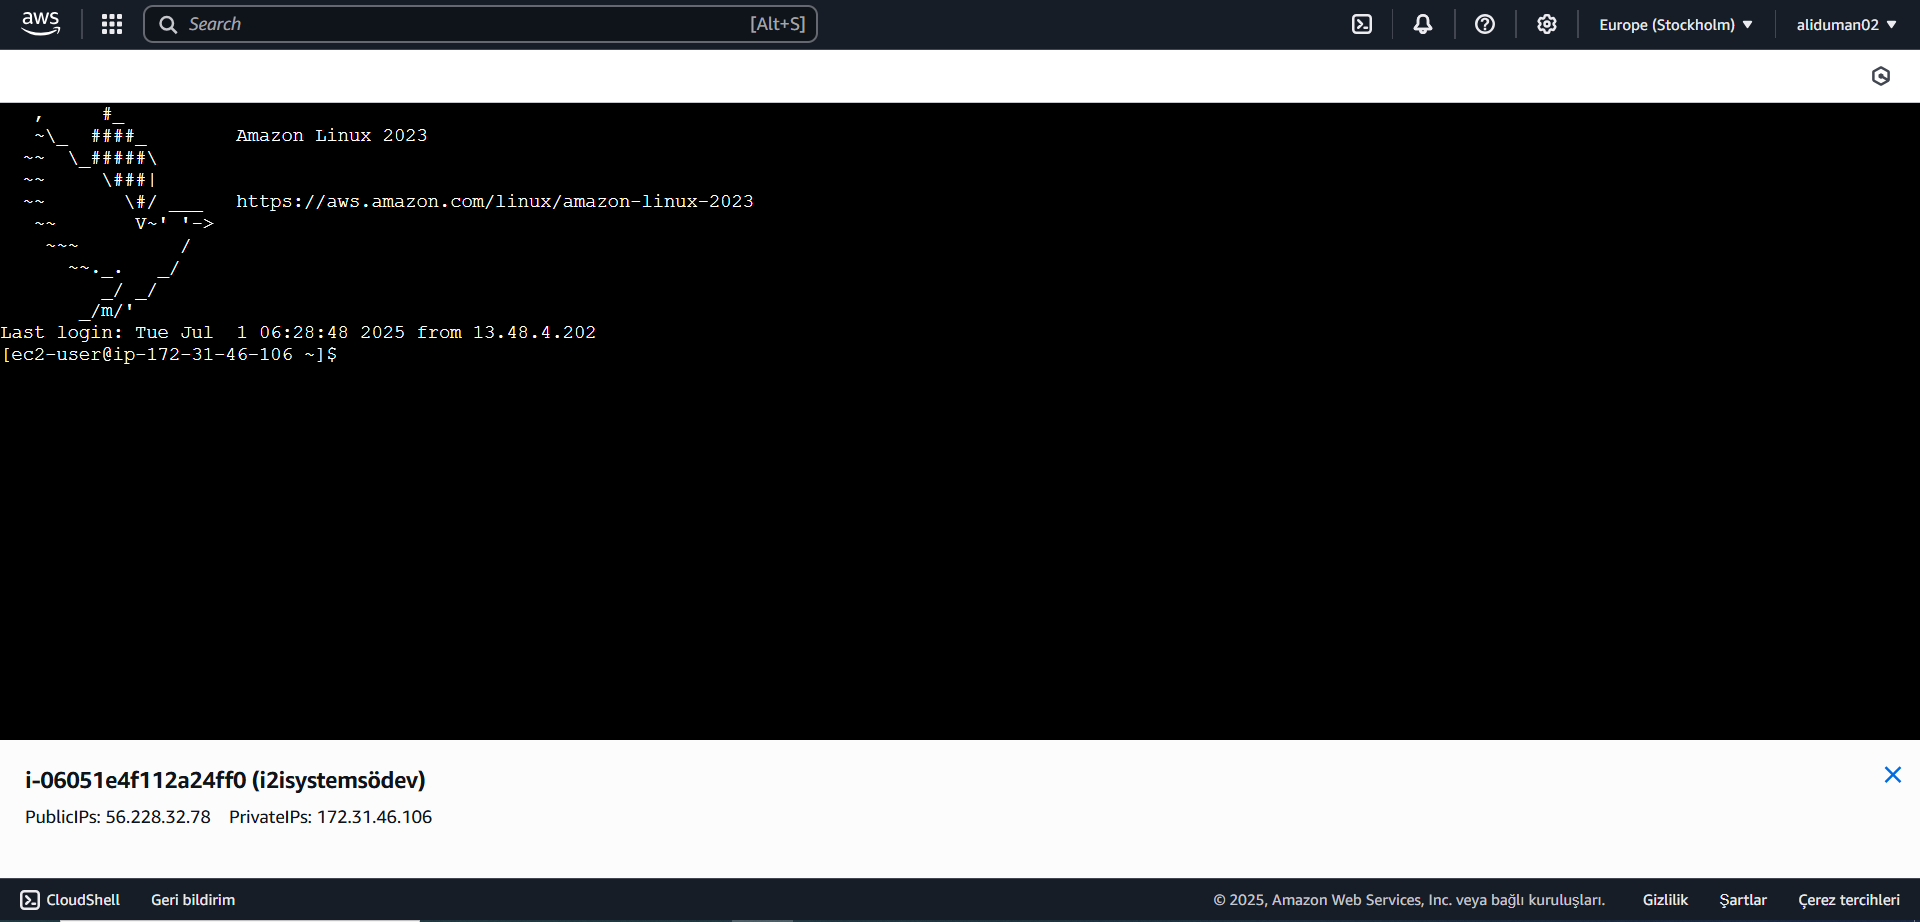 aws Search [Alt+S] Europe (Stockholm) aliduman02
   ,     #_
   ~\_  ####_        Amazon Linux 2023
  ~~  \_#####\
  ~~     \###|
  ~~       \#/ ___   https://aws.amazon.com/linux/amazon-linux-2023
   ~~       V~' '->
    ~~~         /
      ~~._.   _/
         _/ _/
       _/m/'
Last login: Tue Jul  1 06:28:48 2025 from 13.48.4.202
[ec2-user@ip-172-31-46-106 ~]$
i-06051e4f112a24ff0 (i2isystemsödev)
PublicIPs: 56.228.32.78 PrivateIPs: 172.31.46.106
CloudShell Geri bildirim © 2025, Amazon Web Services, Inc. veya bağlı kuruluşları. Gizlilik Şartlar Çerez tercihleri